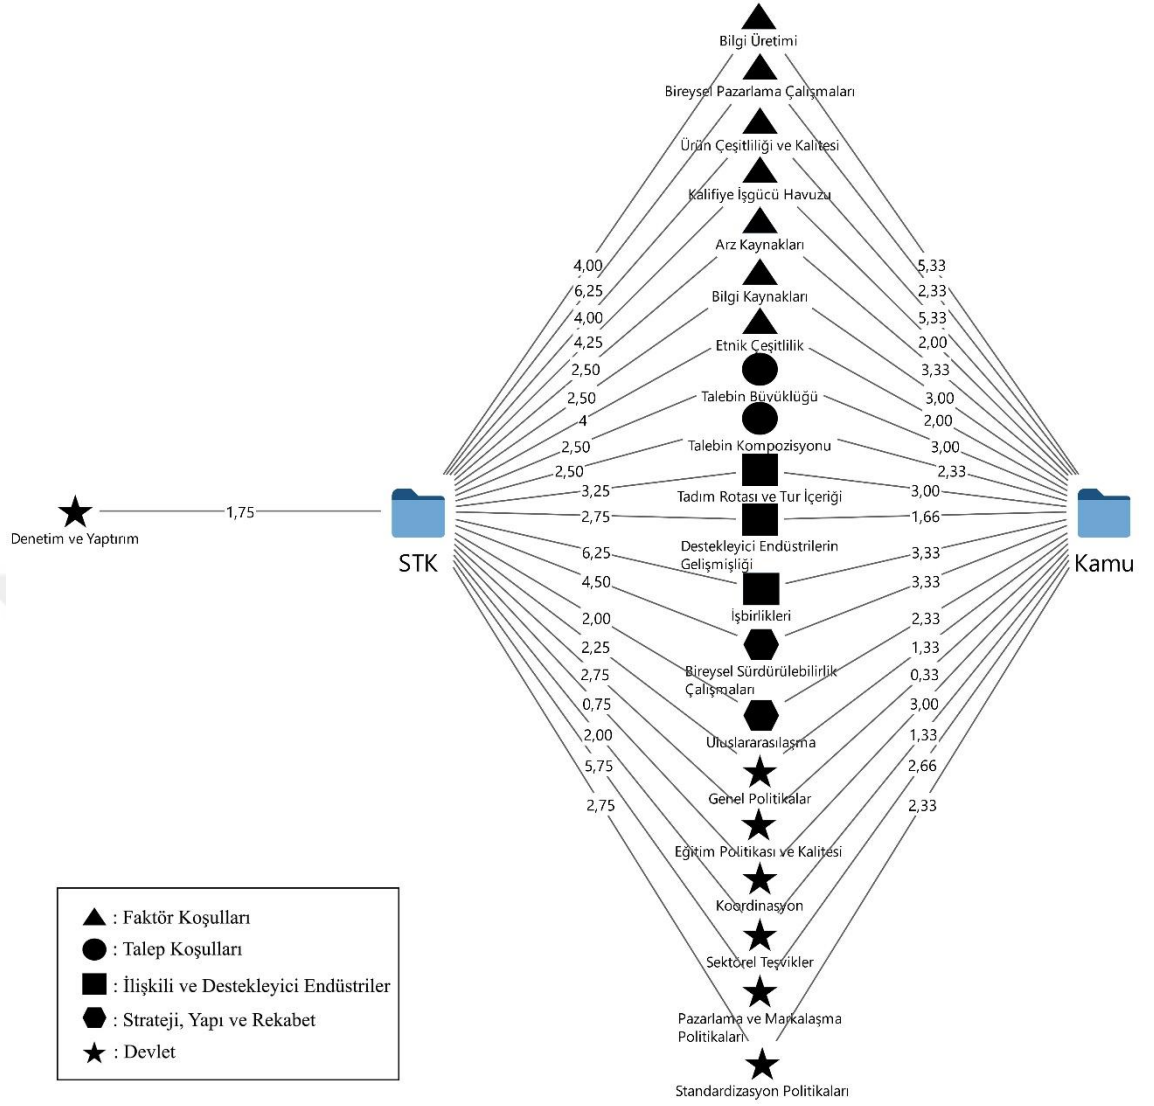 Bilgi Üretimi
Bireysel Pazarlama Çalışmaları
Ürün Çeşitliliği ve Kalitesi
Kalifiye İşgücü Havuzu
Arz Kaynakları
4,00 5,33
6,25 Bilgi Kaynakları 2,33
4,00 5,33
4,25 Etnik Çeşitlilik 2,00
2,50 3,33
2,50 Talebin Büyüklüğü 3,00
4 2,00
2,50 Talebin Kompozisyonu 3,00
2,50 2,33
3,25 Tadım Rotası ve Tur İçeriği 3,00
1,75 2,75 1,66
Denetim ve Yaptırım
Destekleyici Endüstrilerin
Gelişmişliği
6,25 3,33
STK Kamu
4,50 3,33
2,00 İşbirlikleri 2,33
2,25 1,33
2,75 Bireysel Sürdürülebilirlik 0,33
Çalışmaları
0,75 3,00
2,00 Uluslararasılaşma 1,33
5,75 2,66
2,75 Genel Politikalar 2,33
Eğitim Politikası ve Kalitesi
Koordinasyon
Sektörel Teşvikler
Pazarlama ve Markalaşma
Politikaları
Standardizasyon Politikaları
: Faktör Koşulları
: Talep Koşulları
: İlişkili ve Destekleyici Endüstriler
: Strateji, Yapı ve Rekabet
: Devlet